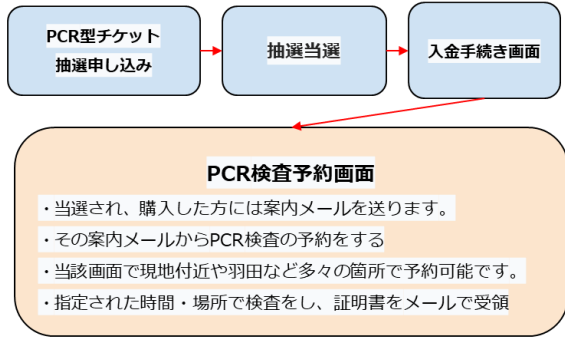 PCR型チケット
抽選申し込み
抽選当選
入金手続き画面
PCR検査予約画面
・当選され、購入した方には案内メールを送ります。
・その案内メールからPCR検査の予約をする
・当該画面で現地付近や羽田など多々の箇所で予約可能です。
・指定された時間・場所で検査をし、証明書をメールで受領